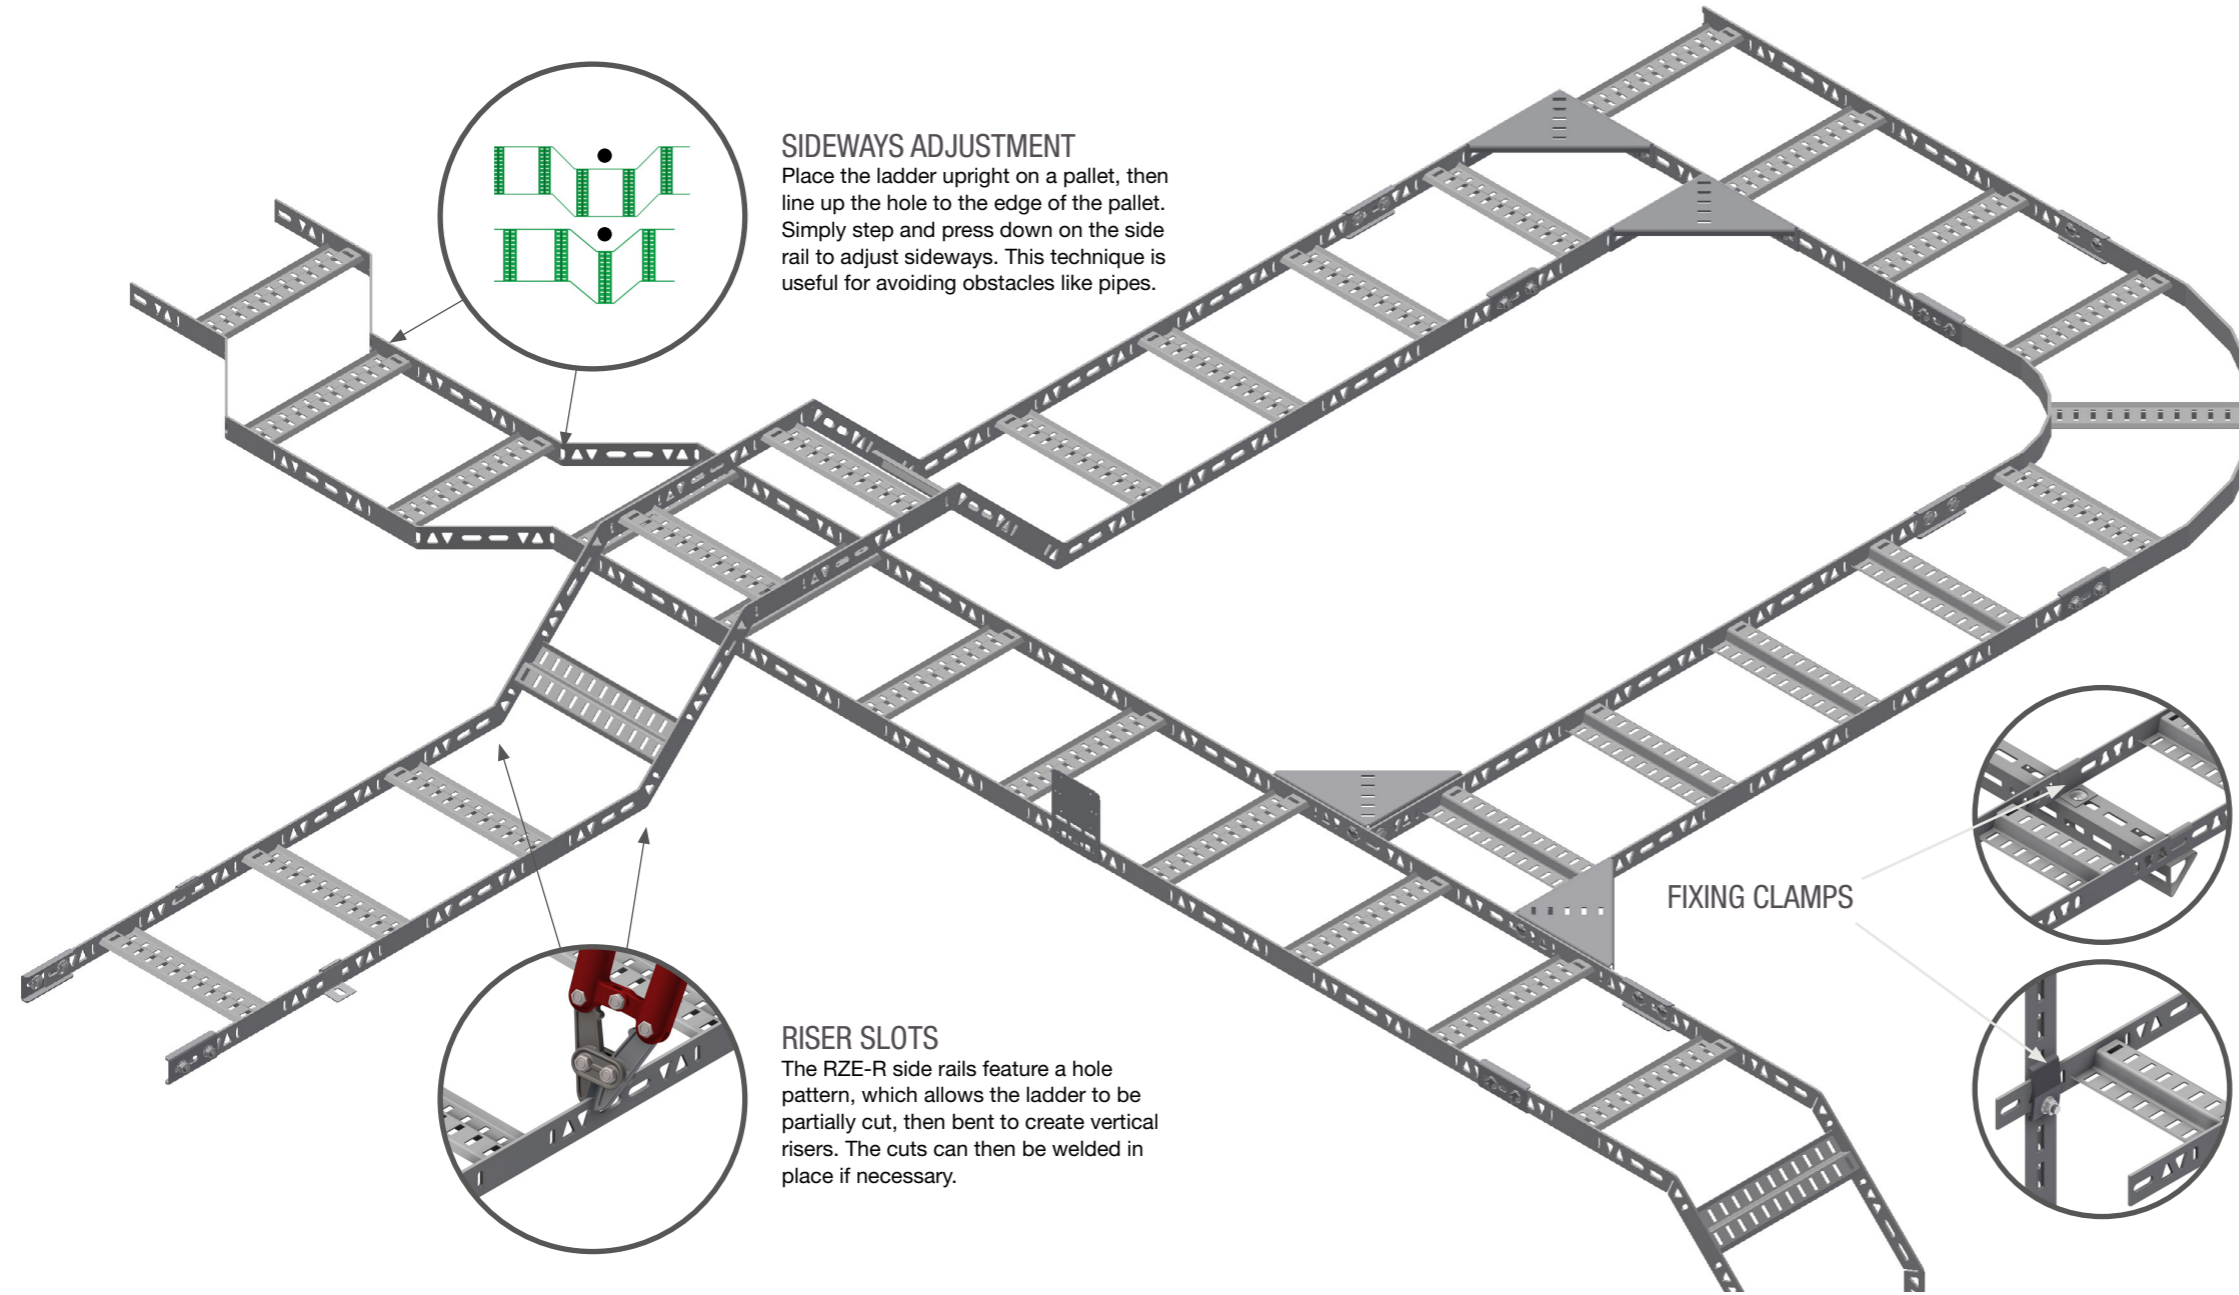 SIDEWAYS ADJUSTMENT
Place the ladder upright on a pallet, then
line up the hole to the edge of the pallet.
Simply step and press down on the side
rail to adjust sideways. This technique is
useful for avoiding obstacles like pipes.
FIXING CLAMPS
RISER SLOTS
The RZE-R side rails feature a hole
pattern, which allows the ladder to be
partially cut, then bent to create vertical
risers. The cuts can then be welded in
place if necessary.